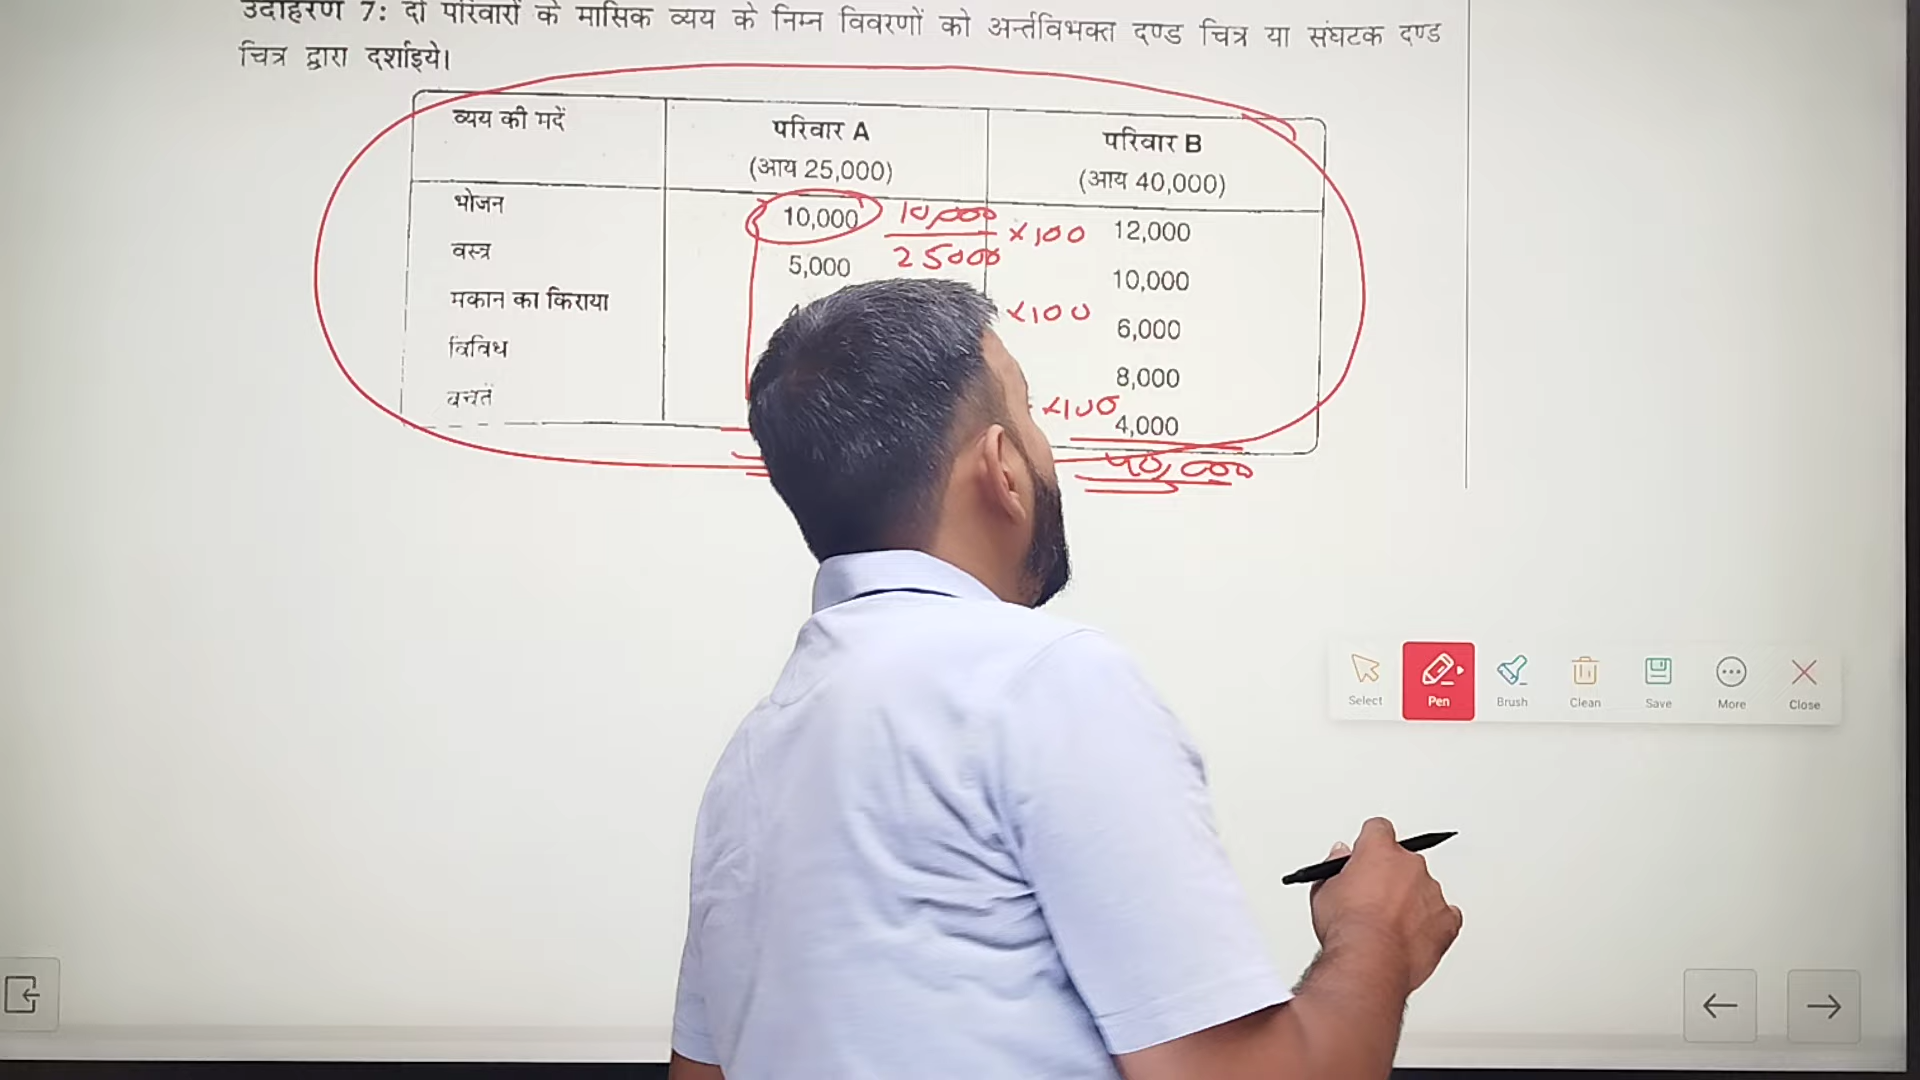 उदाहरण 7: दो परिवारों के मासिक व्यय के निम्न विवरणों को अर्न्तविभक्त दण्ड चित्र या संघटक दण्ड
चित्र द्वारा दर्शाइये।
व्यय की मदें परिवार A परिवार B
(आय 25,000) (आय 40,000)
भोजन 10,000 10,000 ×100 12,000
25000
वस्त्र 5,000 10,000
मकान का किराया ×100 6,000
विविध 8,000
बचतें ×100 4,000
40,000
Select Pen Brush Clean Save More Close